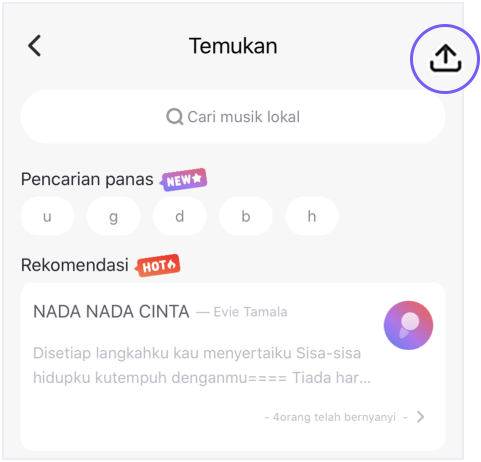 Temukan
Cari musik lokal
Pencarian panas NEW
u g d b h
Rekomendasi HOT
NADA NADA CINTA — Evie Tamala
Disetiap langkahku kau menyertaiku Sisa-sisa
hidupku kutempuh denganmu==== Tiada har...
- 4orang telah bernyanyi -